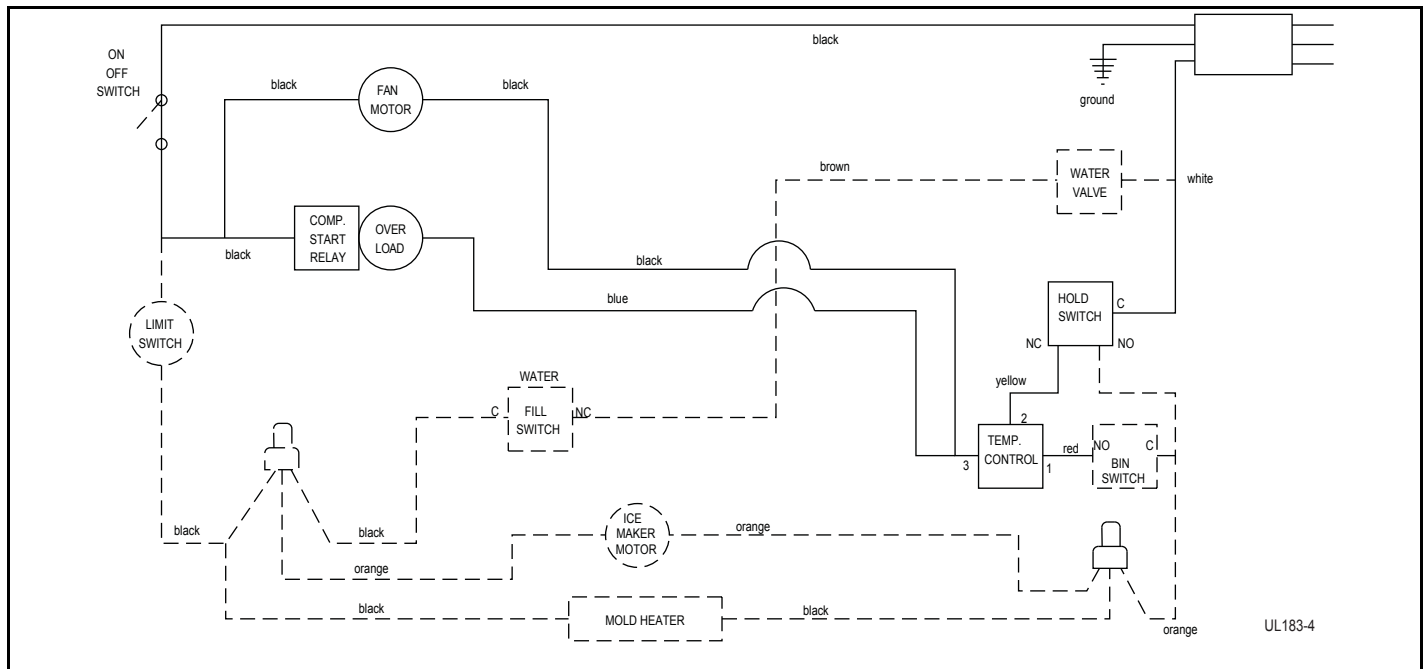 black
ON
OFF
SWITCH
black
FAN
MOTOR
black
ground
brown
WATER
VALVE
white
COMP.
START
RELAY
OVER
LOAD
black
black
blue
HOLD
SWITCH
C
NC
NO
LIMIT
SWITCH
yellow
WATER
C
FILL
SWITCH
NC
2
TEMP.
CONTROL
3
1
red
NO
C
BIN
SWITCH
black
black
orange
ICE
MAKER
MOTOR
orange
black
MOLD HEATER
black
orange
UL183-4